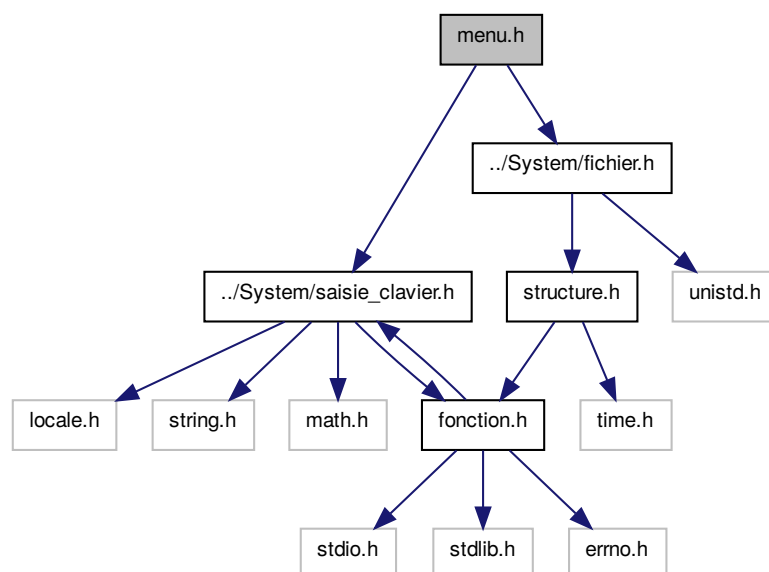 menu.h
../System/fichier.h
../System/saisie_clavier.h
structure.h
unistd.h
locale.h
string.h
math.h
fonction.h
time.h
stdio.h
stdlib.h
errno.h